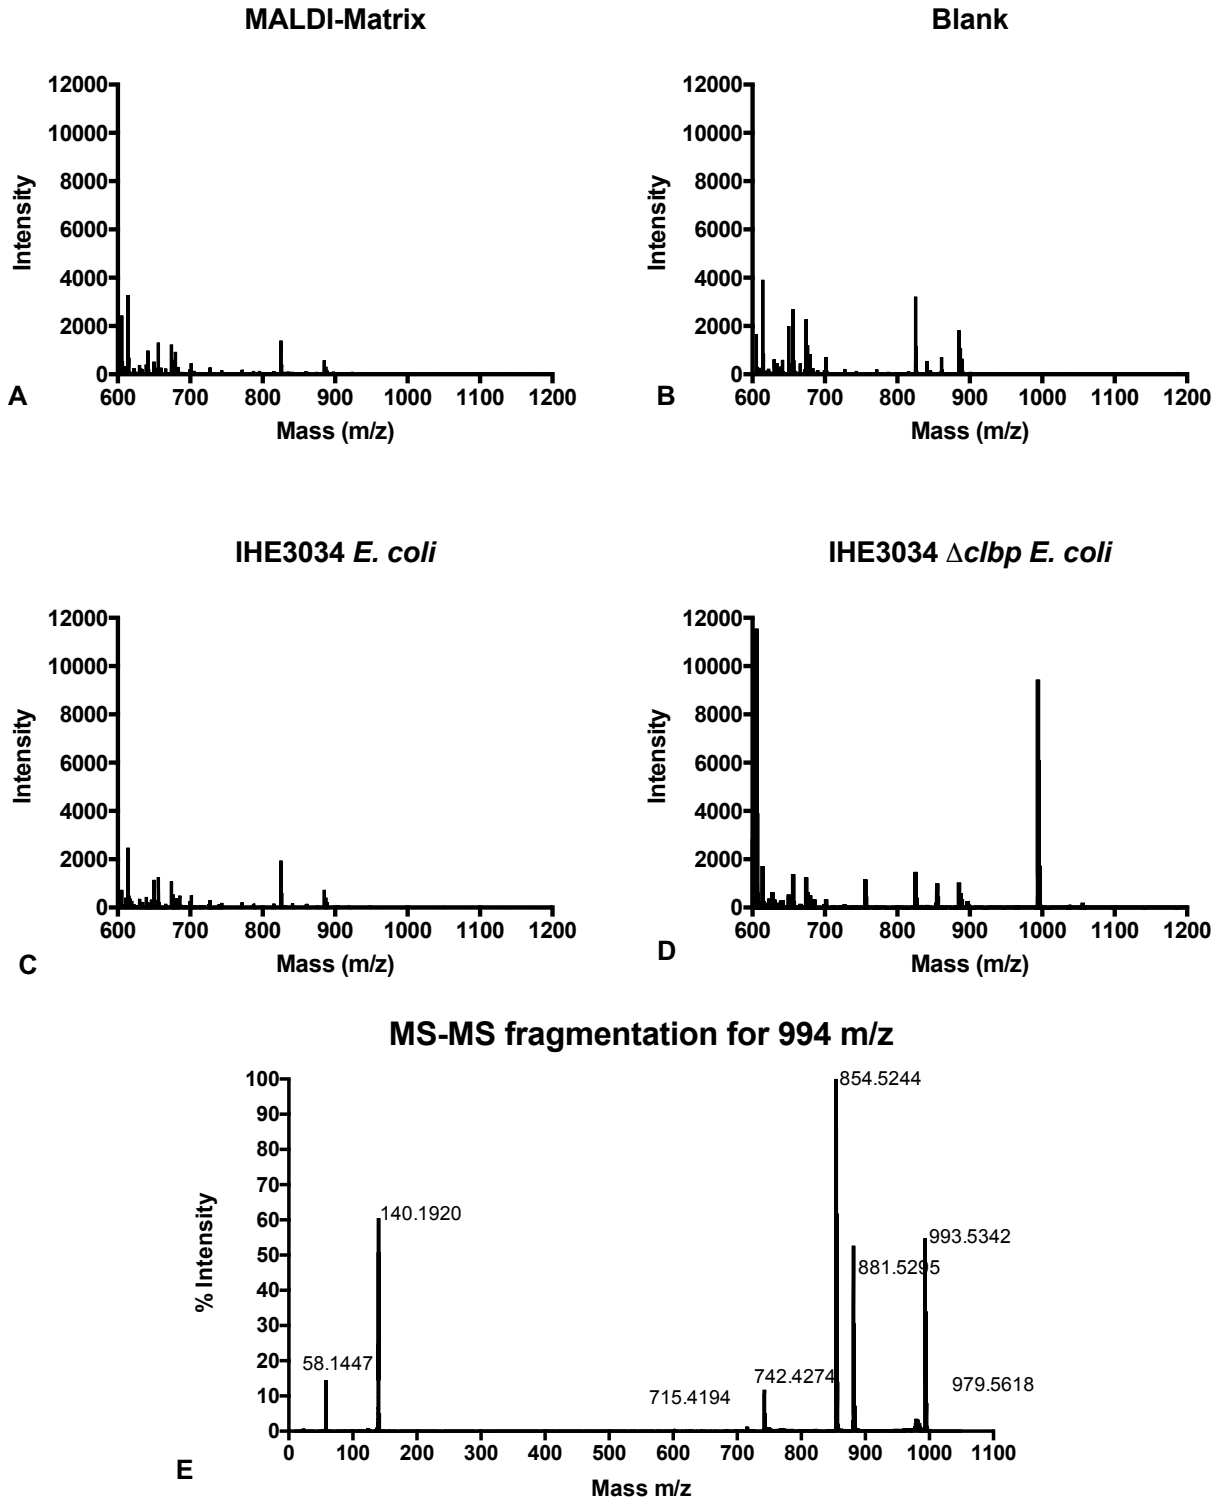 MALDI-Matrix
12000
10000
8000
6000
4000
2000
0
Intensity
600 700 800 900 1000 1100 1200
Mass (m/z)
A
Blank
12000
10000
8000
6000
4000
2000
0
Intensity
600 700 800 900 1000 1100 1200
Mass (m/z)
B
IHE3034 E. coli
12000
10000
8000
6000
4000
2000
0
Intensity
600 700 800 900 1000 1100 1200
Mass (m/z)
C
IHE3034 Δclbp E. coli
12000
10000
8000
6000
4000
2000
0
Intensity
600 700 800 900 1000 1100 1200
Mass (m/z)
D
MS-MS fragmentation for 994 m/z
100
90
80
70
60
50
40
30
20
10
0
% Intensity
854.5244
140.1920
993.5342
881.5295
58.1447
742.4274
979.5618
715.4194
0 100 200 300 400 500 600 700 800 900 1000 1100
Mass m/z
E